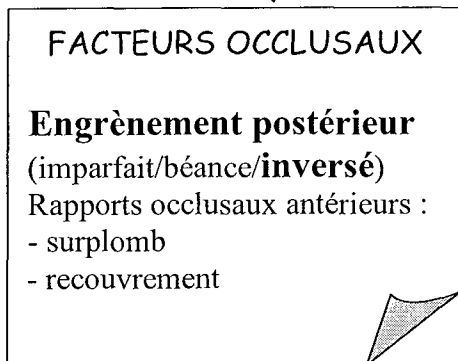 FACTEURS OCCLUSAUX
Engrènement postérieur
(imparfait/béance/inversé)
Rapports occlusaux antérieurs :
- surplomb
- recouvrement